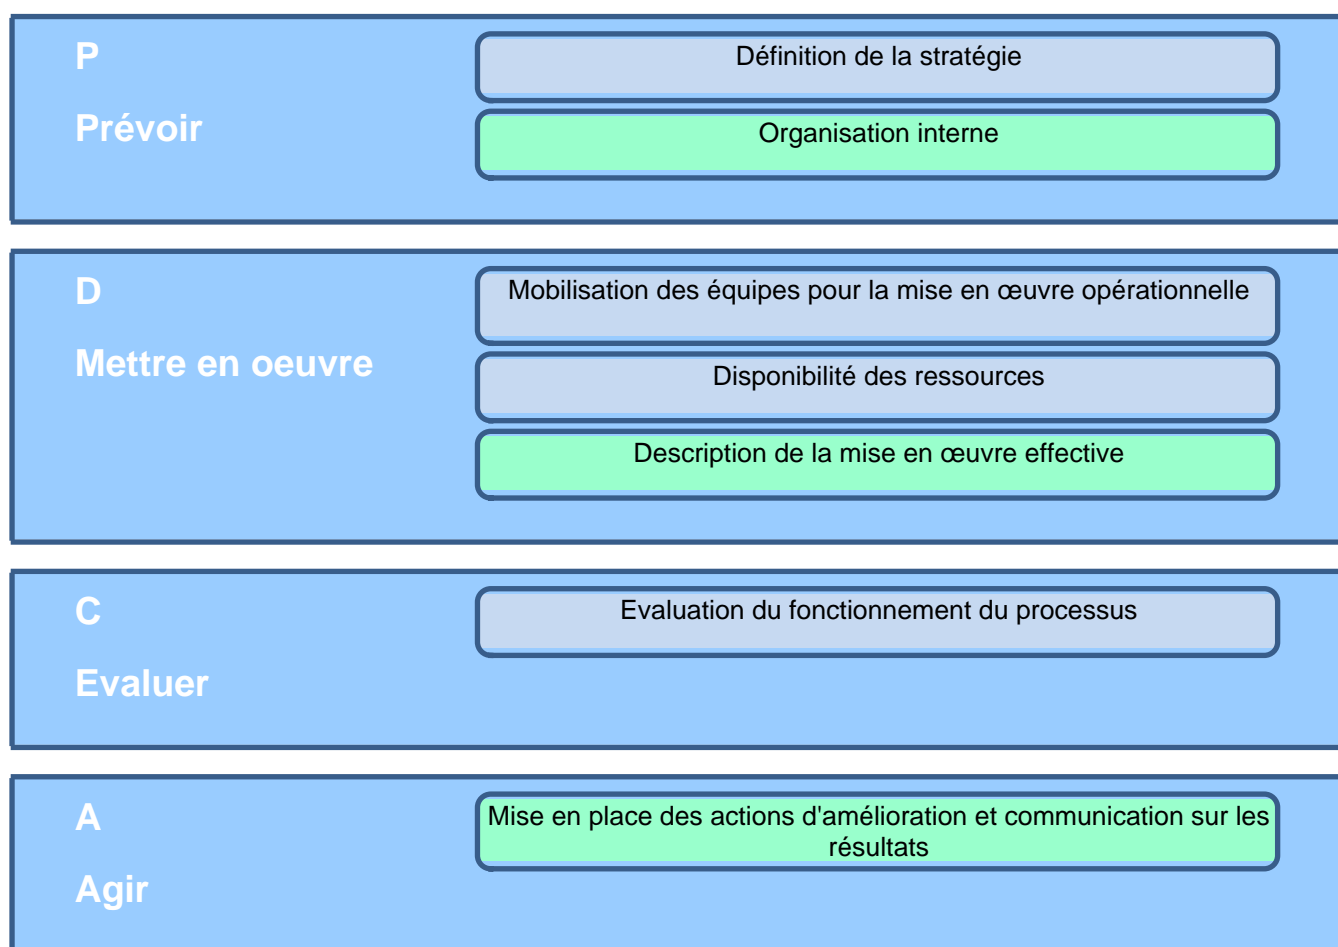 P
Prévoir
Définition de la stratégie
Organisation interne
D
Mettre en oeuvre
Mobilisation des équipes pour la mise en œuvre opérationnelle
Disponibilité des ressources
Description de la mise en œuvre effective
C
Evaluer
Evaluation du fonctionnement du processus
A
Agir
Mise en place des actions d'amélioration et communication sur les
résultats